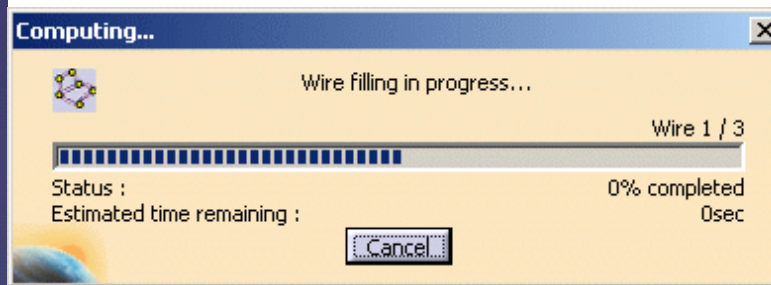 Computing...
Wire filling in progress...
Wire 1 / 3
Status : 0% completed
Estimated time remaining : 0sec
Cancel